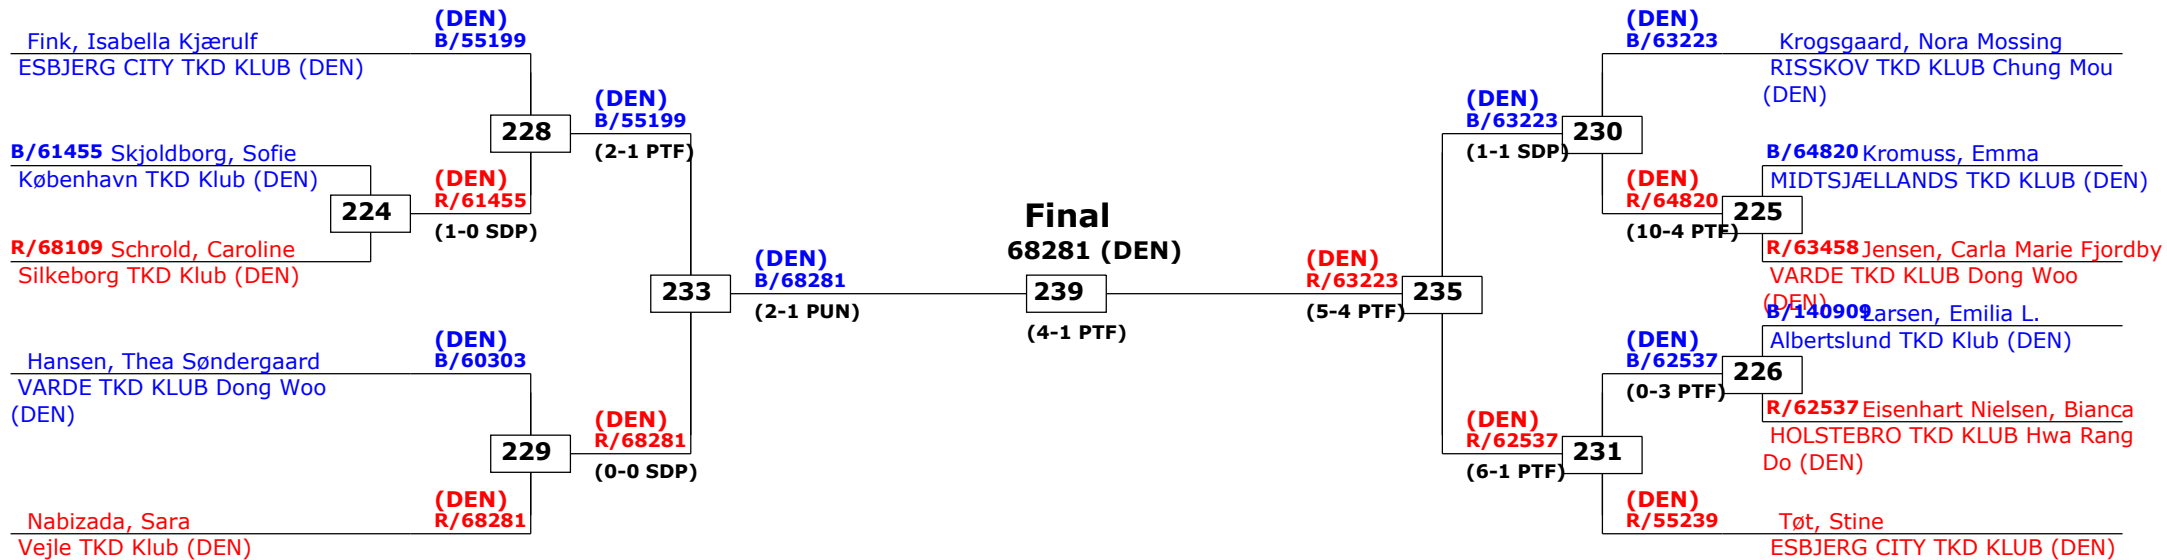 (DEN)
B/55199
Fink, Isabella Kjærulf
ESBJERG CITY TKD KLUB (DEN)
228
(DEN)
B/55199
(2-1 PTF)
B/61455 Skjoldborg, Sofie
København TKD Klub (DEN)
224
(DEN)
R/61455
(1-0 SDP)
R/68109 Schrold, Caroline
Silkeborg TKD Klub (DEN)
233
(DEN)
B/68281
(2-1 PUN)
(DEN)
B/60303
Hansen, Thea Søndergaard
VARDE TKD KLUB Dong Woo
(DEN)
229
(DEN)
R/68281
(0-0 SDP)
(DEN)
R/68281
Nabizada, Sara
Vejle TKD Klub (DEN)
Final
68281 (DEN)
239
(4-1 PTF)
(DEN)
R/63223
(5-4 PTF)
235
(DEN)
B/63223
(1-1 SDP)
230
(DEN)
B/63223
Krogsgaard, Nora Mossing
RISSKOV TKD KLUB Chung Mou
(DEN)
B/64820 Kromuss, Emma
MIDTSJÆLLANDS TKD KLUB (DEN)
(DEN)
R/64820
(10-4 PTF)
225
R/63458 Jensen, Carla Marie Fjordby
VARDE TKD KLUB Dong Woo
(DEN)
B/140909 Larsen, Emilia L.
Albertslund TKD Klub (DEN)
(DEN)
B/62537
(0-3 PTF)
226
R/62537 Eisenhart Nielsen, Bianca
HOLSTEBRO TKD KLUB Hwa Rang
Do (DEN)
(DEN)
R/62537
(6-1 PTF)
231
(DEN)
R/55239
Tøt, Stine
ESBJERG CITY TKD KLUB (DEN)